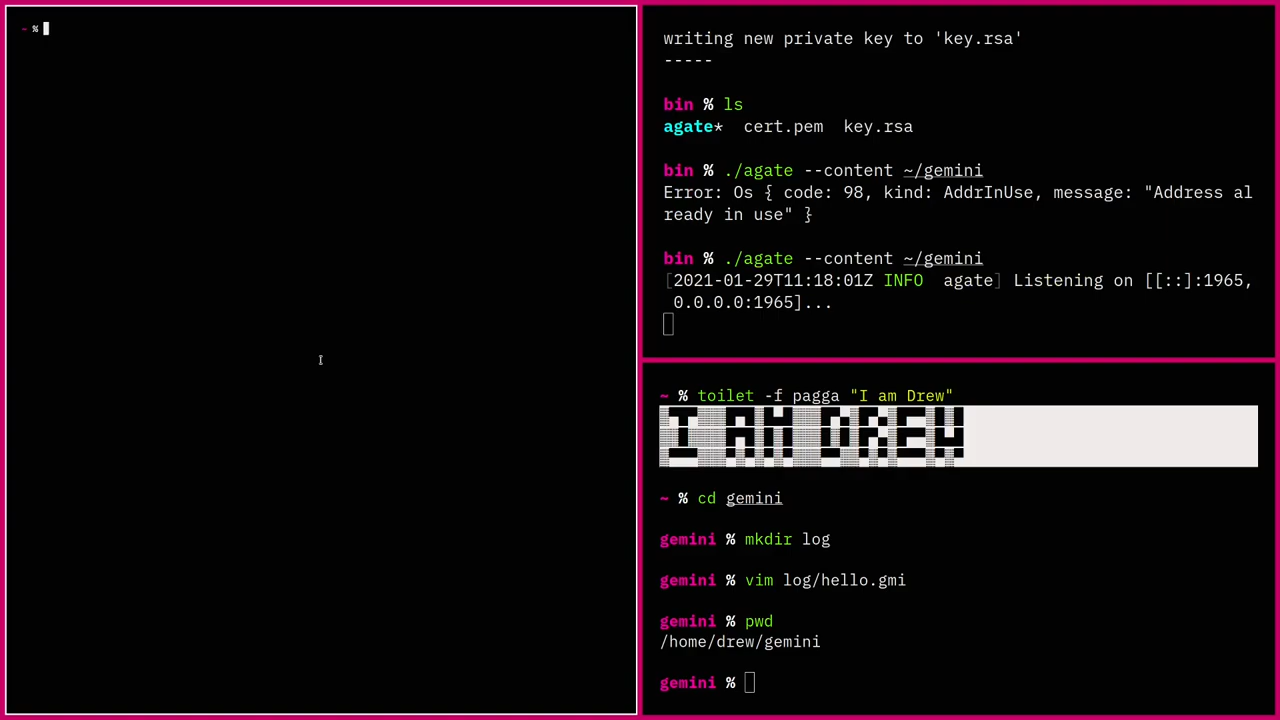 ~ %
writing new private key to 'key.rsa'
-----
bin % ls
agate*  cert.pem  key.rsa
bin % ./agate --content ~/gemini
Error: Os { code: 98, kind: AddrInUse, message: "Address al
ready in use" }
bin % ./agate --content ~/gemini
[2021-01-29T11:18:01Z INFO  agate] Listening on [[::]:1965,
 0.0.0.0:1965]...
~ % toilet -f pagga "I am Drew"
I AM DREW
~ % cd gemini
gemini % mkdir log
gemini % vim log/hello.gmi
gemini % pwd
/home/drew/gemini
gemini %